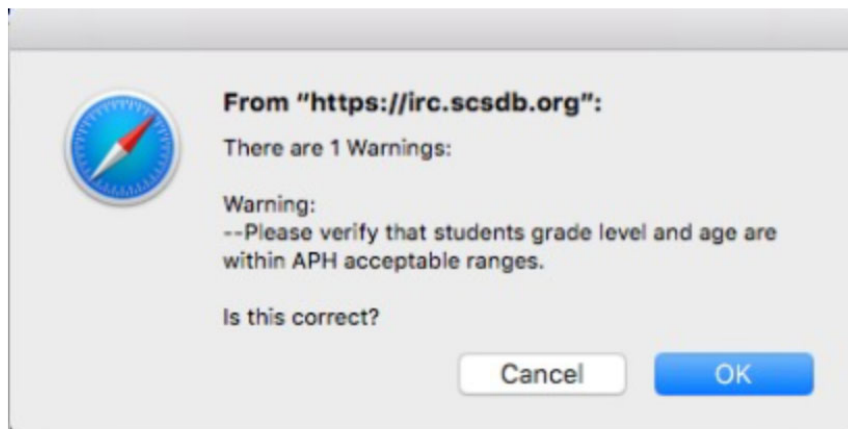 From "https://irc.scsdb.org":
There are 1 Warnings:
Warning:
--Please verify that students grade level and age are
within APH acceptable ranges.
Is this correct?
Cancel OK